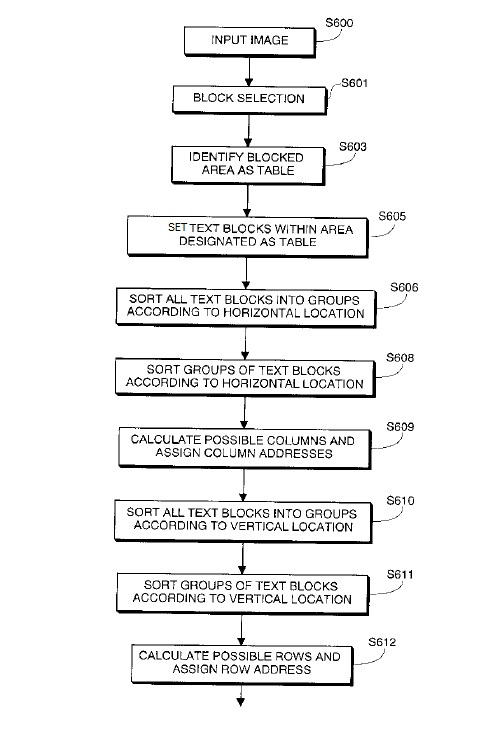 S600
INPUT IMAGE
S601
BLOCK SELECTION
S603
IDENTIFY BLOCKED
AREA AS TABLE
S605
SET TEXT BLOCKS WITHIN AREA
DESIGNATED AS TABLE
S606
SORT ALL TEXT BLOCKS INTO GROUPS
ACCORDING TO HORIZONTAL LOCATION
S608
SORT GROUPS OF TEXT BLOCKS
ACCORDING TO HORIZONTAL LOCATION
S609
CALCULATE POSSIBLE COLUMNS AND
ASSIGN COLUMN ADDRESSES
S610
SORT ALL TEXT BLOCKS INTO GROUPS
ACCORDING TO VERTICAL LOCATION
S611
SORT GROUPS OF TEXT BLOCKS
ACCORDING TO VERTICAL LOCATION
S612
CALCULATE POSSIBLE ROWS AND
ASSIGN ROW ADDRESS